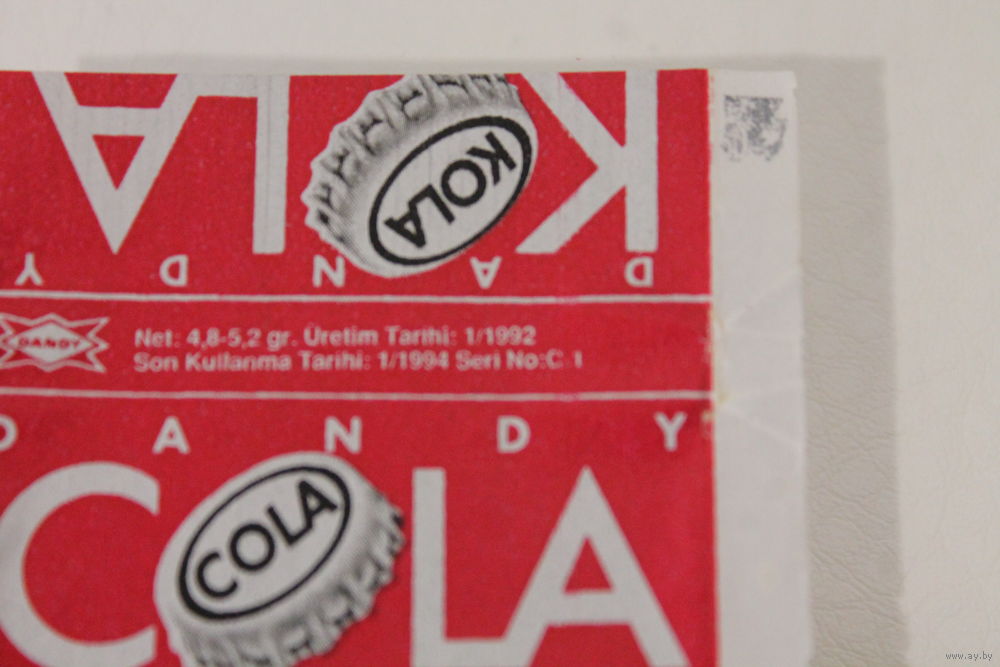 KOLA
KOLA
DANDY
DANDY
Net: 4,8-5,2 gr. Üretim Tarihi: 1/1992
Son Kullanma Tarihi: 1/1994 Seri No:C.1
DANDY
COLA
COLA
www.ay.by